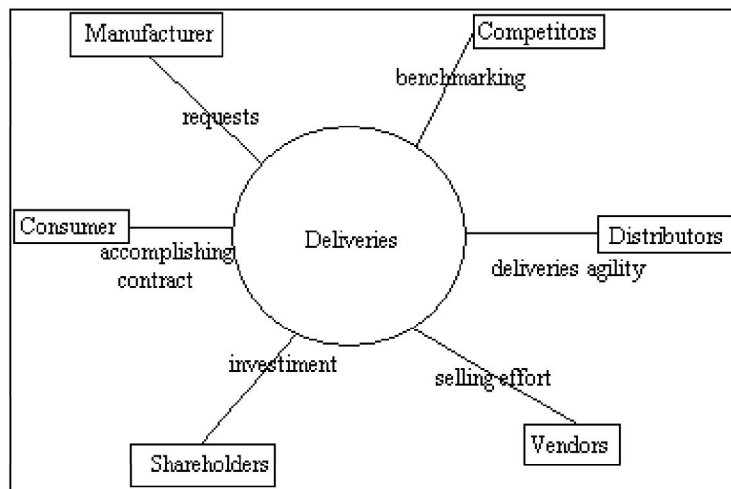 Manufacturer
Competitors
benchmarking
requests
Consumer
Deliveries
Distributors
accomplishing
contract
deliveries agility
investiment
selling effort
Vendors
Shareholders